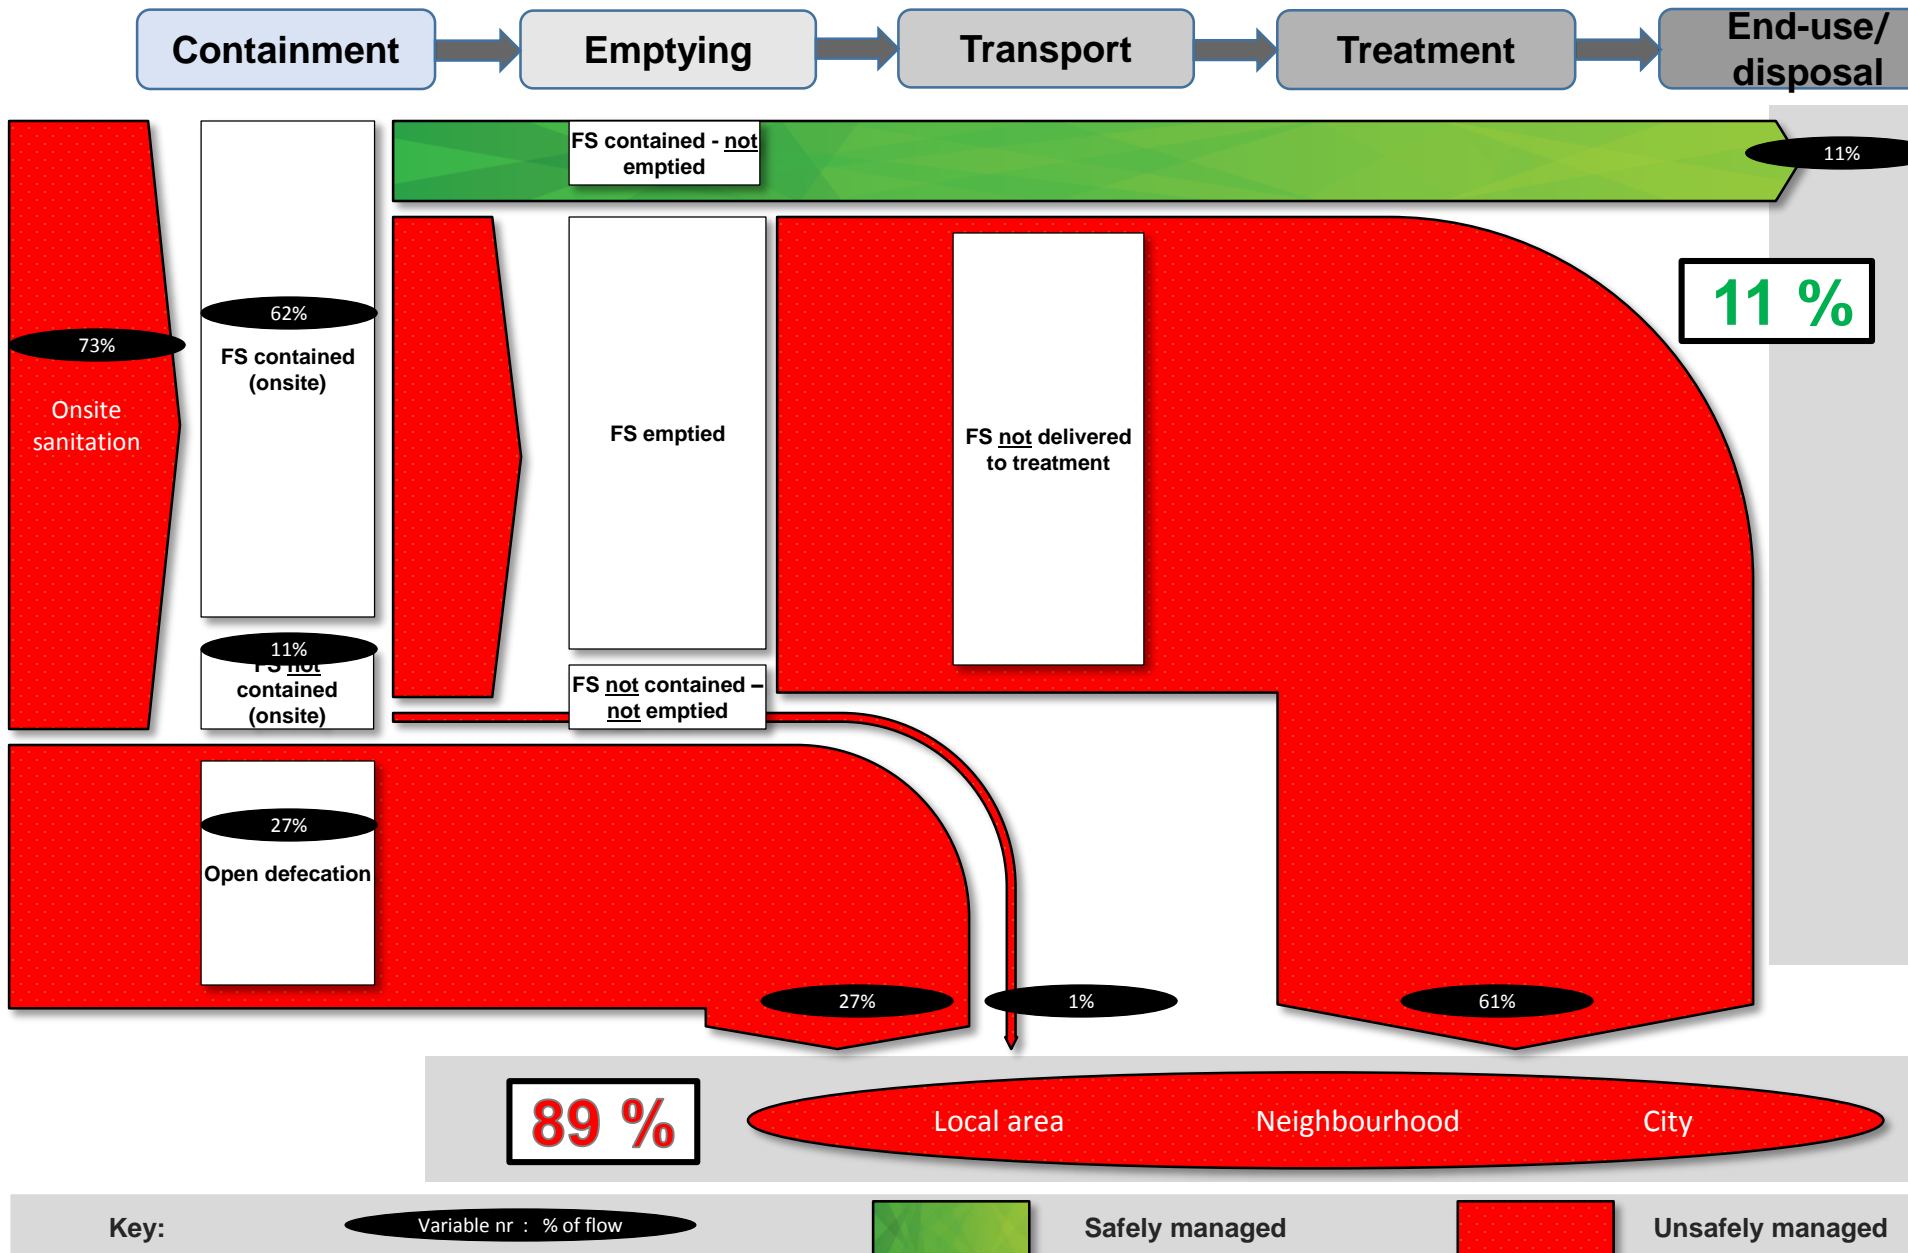 Containment
Emptying
Transport
Treatment
End-use/
disposal
FS contained - not
emptied
11%
11 %
73%
Onsite
sanitation
62%
FS contained
(onsite)
FS emptied
FS not delivered
to treatment
11%
FS not
contained
(onsite)
FS not contained –
not emptied
27%
Open defecation
27%
1%
61%
89 %
Local area
Neighbourhood
City
Key:
Variable nr : % of flow
Safely managed
Unsafely managed